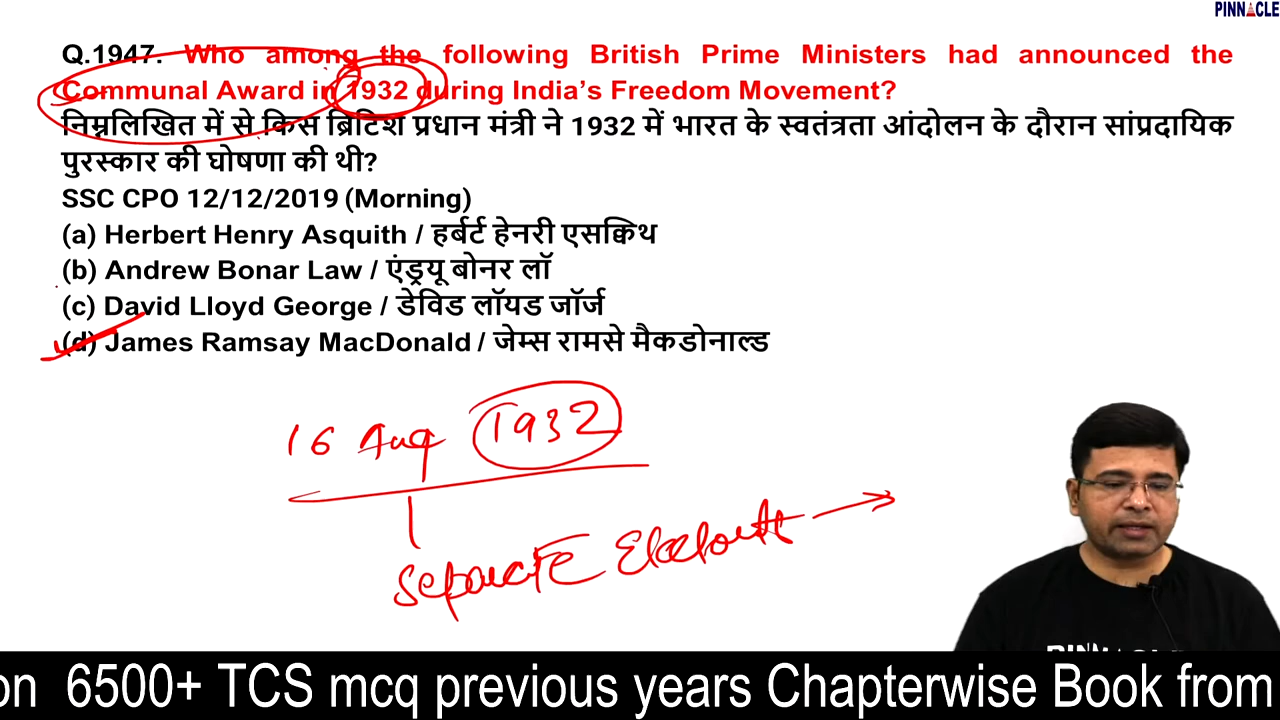 PINNACLE
Q.1947. Who among the following British Prime Ministers had announced the
Communal Award in 1932 during India's Freedom Movement?
निम्नलिखित में से किस ब्रिटिश प्रधान मंत्री ने 1932 में भारत के स्वतंत्रता आंदोलन के दौरान सांप्रदायिक
पुरस्कार की घोषणा की थी?
SSC CPO 12/12/2019 (Morning)
(a) Herbert Henry Asquith / हर्बर्ट हेनरी एसक्विथ
(b) Andrew Bonar Law / एंड्रयू बोनर लॉ
(c) David Lloyd George / डेविड लॉयड जॉर्ज
(d) James Ramsay MacDonald / जेम्स रामसे मैकडोनाल्ड
16 Aug 1932
Separate
on 6500+ TCS mcq previous years Chapterwise Book from